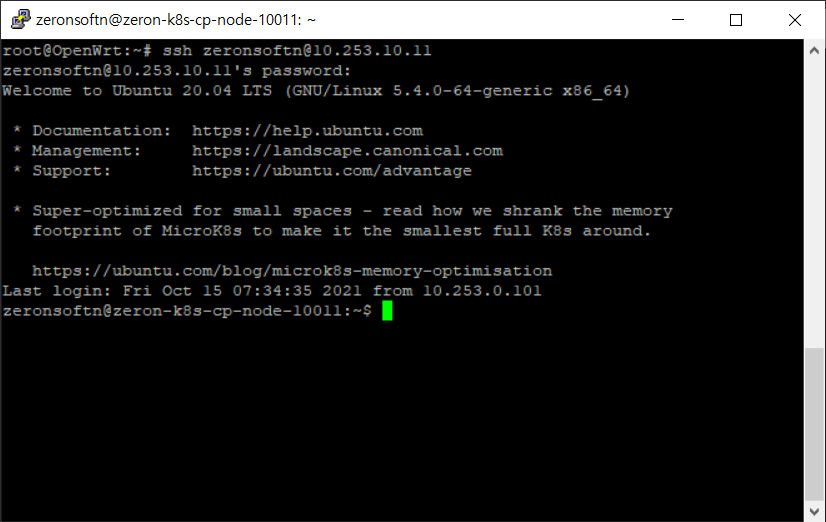 zeronsoftn@zeron-k8s-cp-node-10011: ~
root@OpenWrt:~# ssh zeronsoftn@10.253.10.11
zeronsoftn@10.253.10.11's password:
Welcome to Ubuntu 20.04 LTS (GNU/Linux 5.4.0-64-generic x86_64)
* Documentation:  https://help.ubuntu.com
* Management:     https://landscape.canonical.com
* Support:        https://ubuntu.com/advantage
* Super-optimized for small spaces - read how we shrank the memory
footprint of MicroK8s to make it the smallest full K8s around.
https://ubuntu.com/blog/microk8s-memory-optimisation
Last login: Fri Oct 15 07:34:35 2021 from 10.253.0.101
zeronsoftn@zeron-k8s-cp-node-10011:~$